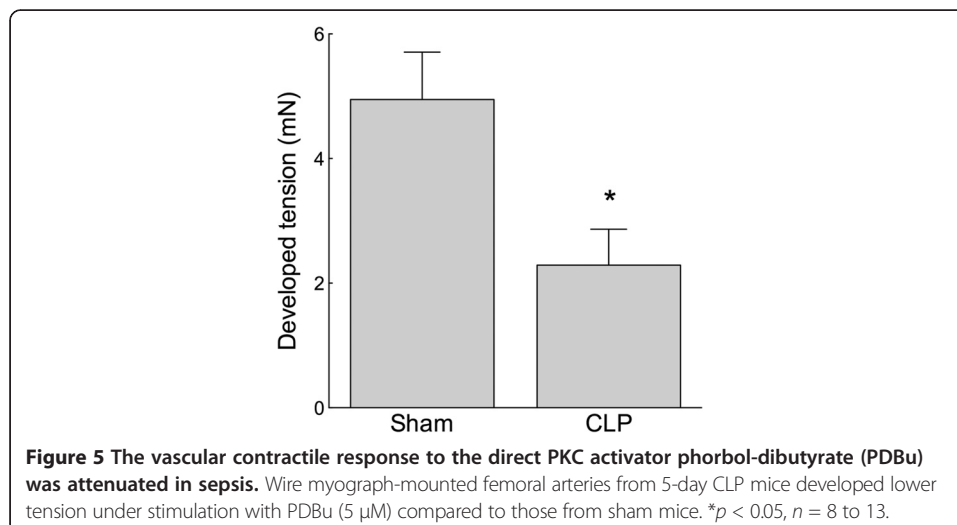 6
4
2
0
Developed tension (mN)
*
Sham CLP
Figure 5 The vascular contractile response to the direct PKC activator phorbol-dibutyrate (PDBu)
was attenuated in sepsis. Wire myograph-mounted femoral arteries from 5-day CLP mice developed lower
tension under stimulation with PDBu (5 μM) compared to those from sham mice. *p < 0.05, n = 8 to 13.